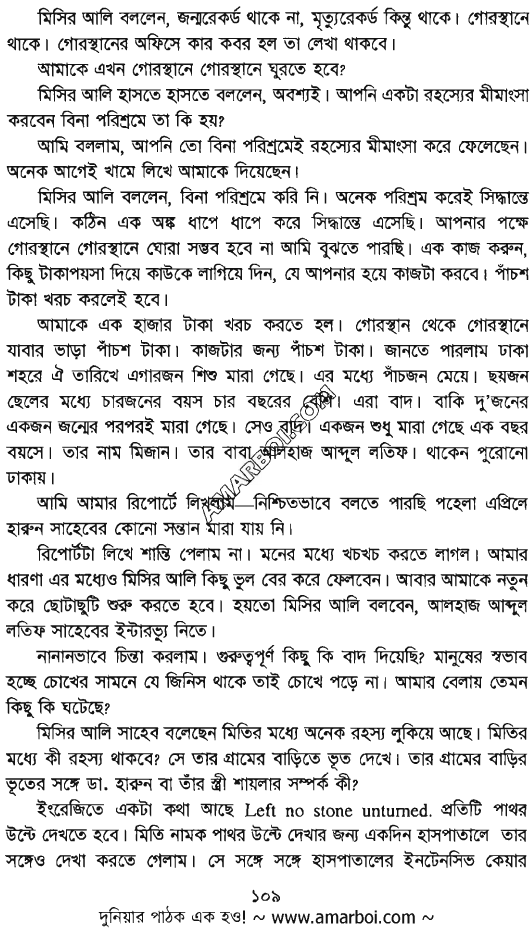 মিসির আলি বললেন, জন্মরেকর্ড থাকে না, মৃত্যুরেকর্ড কিন্তু থাকে। গোরস্থানে
থাকে। গোরস্থানের অফিসে কার কবর হল তা লেখা থাকবে।
আমাকে এখন গোরস্থানে গোরস্থানে ঘুরতে হবে?
মিসির আলি হাসতে হাসতে বললেন, অবশ্যই। আপনি একটা রহস্যের মীমাংসা
করবেন বিনা পরিশ্রমে তা কি হয়?
আমি বললাম, আপনি তো বিনা পরিশ্রমেই রহস্যের মীমাংসা করে ফেলেছেন।
অনেক আগেই খামে লিখে আমাকে দিয়েছেন।
মিসির আলি বললেন, বিনা পরিশ্রমে করি নি। অনেক পরিশ্রম করেই সিদ্ধান্তে
এসেছি। কঠিন এক অঙ্ক ধাপে ধাপে করে সিদ্ধান্তে এসেছি। আপনার পক্ষে
গোরস্থানে গোরস্থানে ঘোরা সম্ভব হবে না আমি বুঝতে পারছি। এক কাজ করুন,
কিছু টাকাপয়সা দিয়ে কাউকে লাগিয়ে দিন, যে আপনার হয়ে কাজটা করবে। পাঁচশ
টাকা খরচ করলেই হবে।
আমাকে এক হাজার টাকা খরচ করতে হল। গোরস্থান থেকে গোরস্থানে
যাবার ভাড়া পাঁচশ টাকা। কাজটার জন্য পাঁচশ টাকা। জানতে পারলাম ঢাকা
শহরে ঐ তারিখে এগারজন শিশু মারা গেছে। এর মধ্যে পাঁচজন মেয়ে। ছয়জন
ছেলের মধ্যে চারজনের বয়স চার বছরের বেশি। এরা বাদ। বাকি দু'জনের
একজন জন্মের পরপরই মারা গেছে। সেও বাদ। একজন শুধু মারা গেছে এক বছর
বয়সে। তার নাম মিজান। তার বাবা আলহাজ আব্দুল লতিফ। থাকেন পুরোনো
ঢাকায়।
আমি আমার রিপোর্টে লিখলাম—নিশ্চিতভাবে বলতে পারছি পহেলা এপ্রিলে
হারুন সাহেবের কোনো সন্তান মারা যায় নি।
রিপোর্টটা লিখে শান্তি পেলাম না। মনের মধ্যে খচখচ করতে লাগল। আমার
ধারণা এর মধ্যেও মিসির আলি কিছু ভুল বের করে ফেলবেন। আবার আমাকে নতুন
করে ছোটাছুটি শুরু করতে হবে। হয়তো মিসির আলি বলবেন, আলহাজ আব্দুল
লতিফ সাহেবের ইন্টারভ্যু নিতে।
নানানভাবে চিন্তা করলাম। গুরুত্বপূর্ণ কিছু কি বাদ দিয়েছি? মানুষের স্বভাব
হচ্ছে চোখের সামনে যে জিনিস থাকে তাই চোখে পড়ে না। আমার বেলায় তেমন
কিছু কি ঘটেছে?
মিসির আলি সাহেব বলেছেন মিতির মধ্যে অনেক রহস্য লুকিয়ে আছে। মিতির
মধ্যে কী রহস্য থাকবে? সে তার গ্রামের বাড়িতে ভূত দেখে। তার গ্রামের বাড়ির
ভূতের সঙ্গে ডা. হারুন বা তাঁর স্ত্রী শায়লার সম্পর্ক কী?
ইংরেজিতে একটা কথা আছে Left no stone unturned. প্রতিটি পাথর
উল্টে দেখতে হবে। মিতি নামক পাথর উল্টে দেখার জন্য একদিন হাসপাতালে তার
সঙ্গেও দেখা করতে গেলাম। সে সঙ্গে সঙ্গে হাসপাতালের ইনটেনসিভ কেয়ার
১০৯
দুনিয়ার পাঠক এক হও! ~ www.amarboi.com ~
AMARBOI.COM